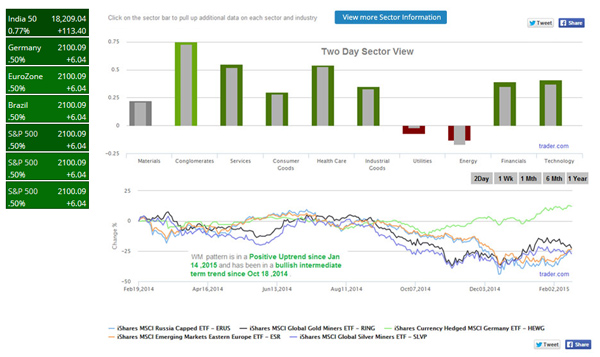 India 50 18,209.04
0.77% +113.40
Germany 2100.09
.50% +6.04
EuroZone 2100.09
.50% +6.04
Brazil 2100.09
.50% +6.04
S&P 500 2100.09
.50% +6.04
S&P 500 2100.09
.50% +6.04
S&P 500 2100.09
.50% +6.04
Click on the sector bar to pull up additional data on each sector and industry
View more Sector Information
Tweet
Share
Two Day Sector View
0.75
0.5
0.25
0
-0.25
trader.com
Materials Conglomerates Services Consumer Goods Health Care Industrial Goods Utilities Energy Financials Technology
2Day 1 Wk 1 Mth 6 Mth 1 Year
Change %
25
0
-25
-50
WM pattern is in a Positive Uptrend since Jan
14 ,2015 and has been in a bullish intermediate
term trend since Oct 18 ,2014 .
trader.com
Feb19,2014 Apr16,2014 Jun13,2014 Aug11,2014 Oct07,2014 Dec03,2014 Feb02,2015
iShares MSCI Russia Capped ETF - ERUS iShares MSCI Global Gold Miners ETF - RING iShares Currency Hedged MSCI Germany ETF - HEWG
iShares MSCI Emerging Markets Eastern Europe ETF - ESR iShares MSCI Global Silver Miners ETF - SLVP
Tweet
Share